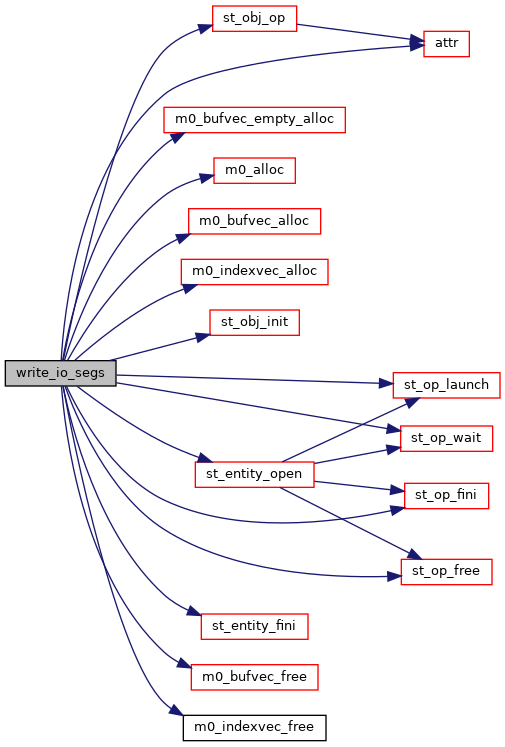 st_obj_op
attr
m0_bufvec_empty_alloc
m0_alloc
m0_bufvec_alloc
m0_indexvec_alloc
st_obj_init
write_io_segs
st_op_launch
st_op_wait
st_entity_open
st_op_fini
st_op_free
st_entity_fini
m0_bufvec_free
m0_indexvec_free